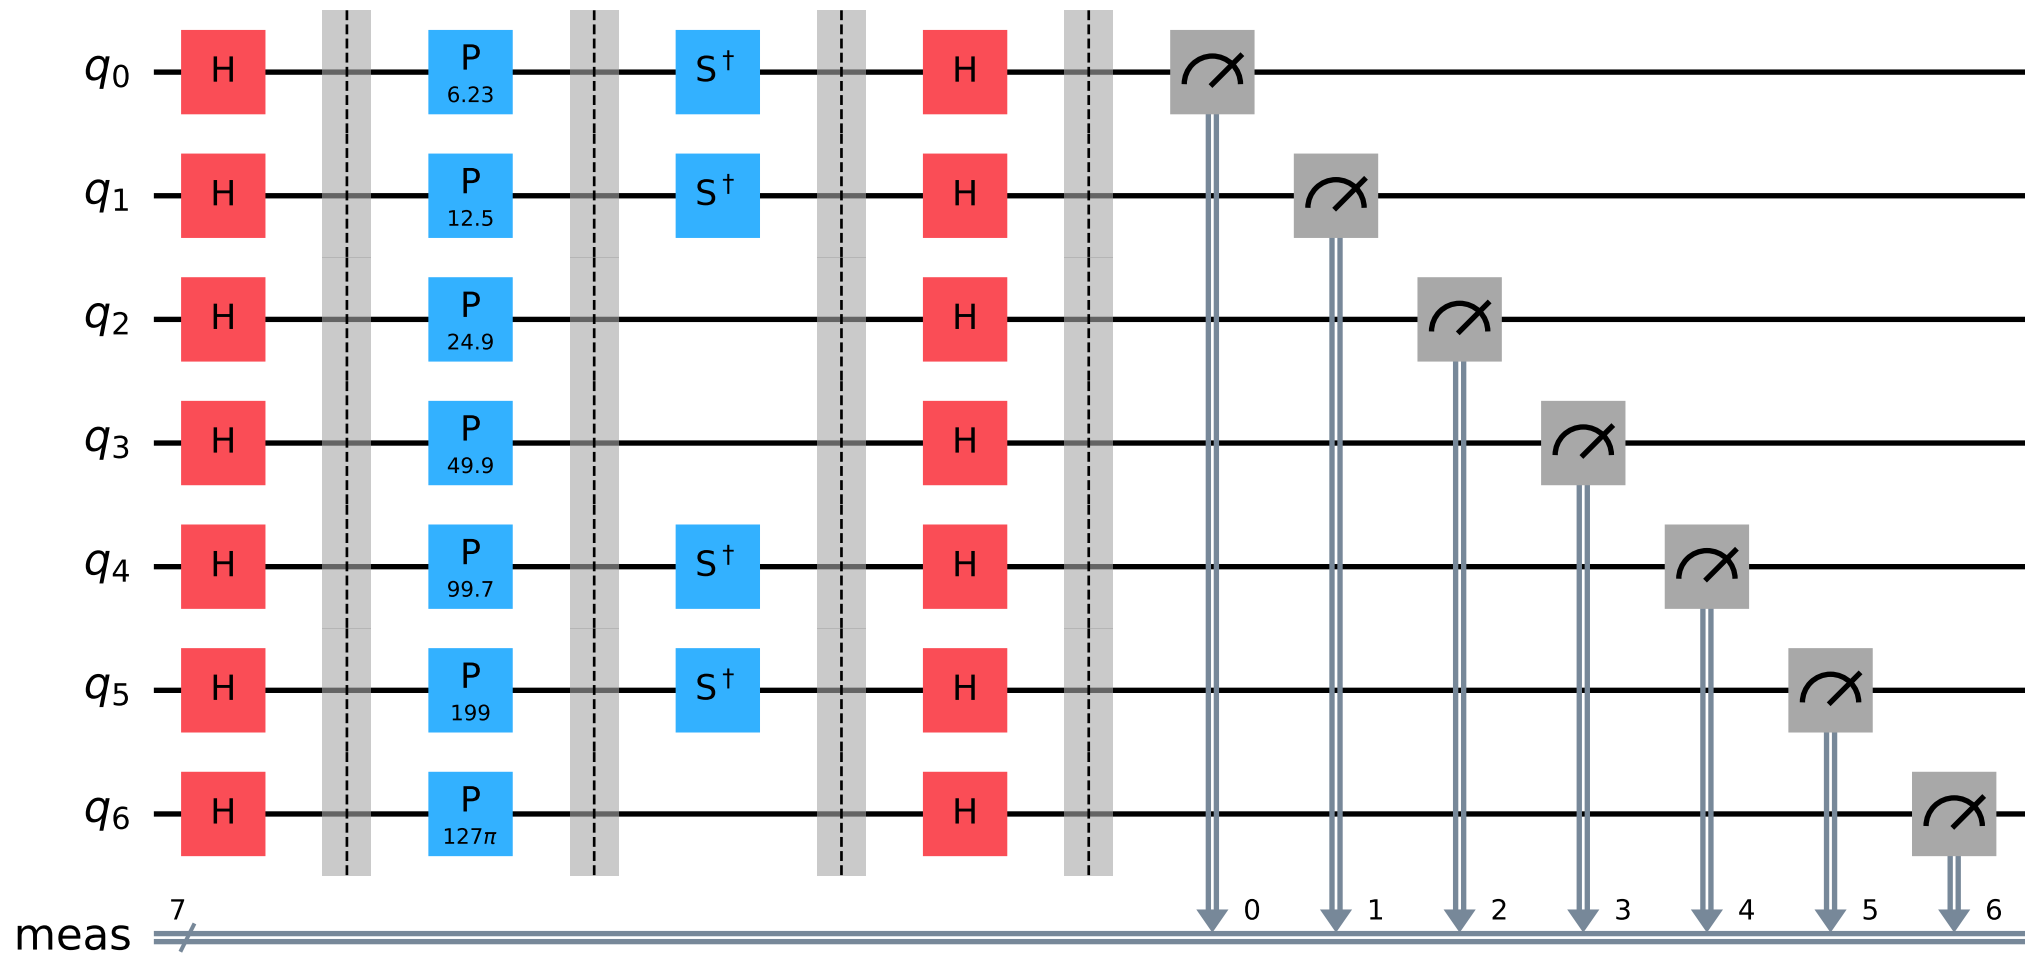 q0 H P 6.23 S† H
q1 H P 12.5 S† H
q2 H P 24.9 H
q3 H P 49.9 H
q4 H P 99.7 S† H
q5 H P 199 S† H
q6 H P 127π H
7 0 1 2 3 4 5 6
meas